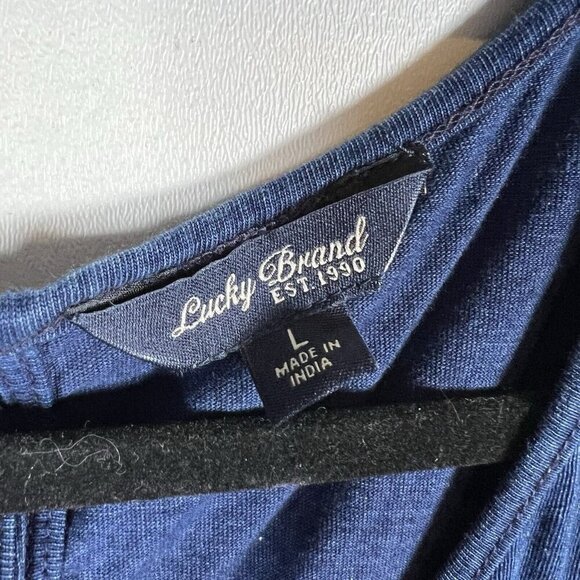 Lucky Brand
EST. 1990
L
MADE IN
INDIA